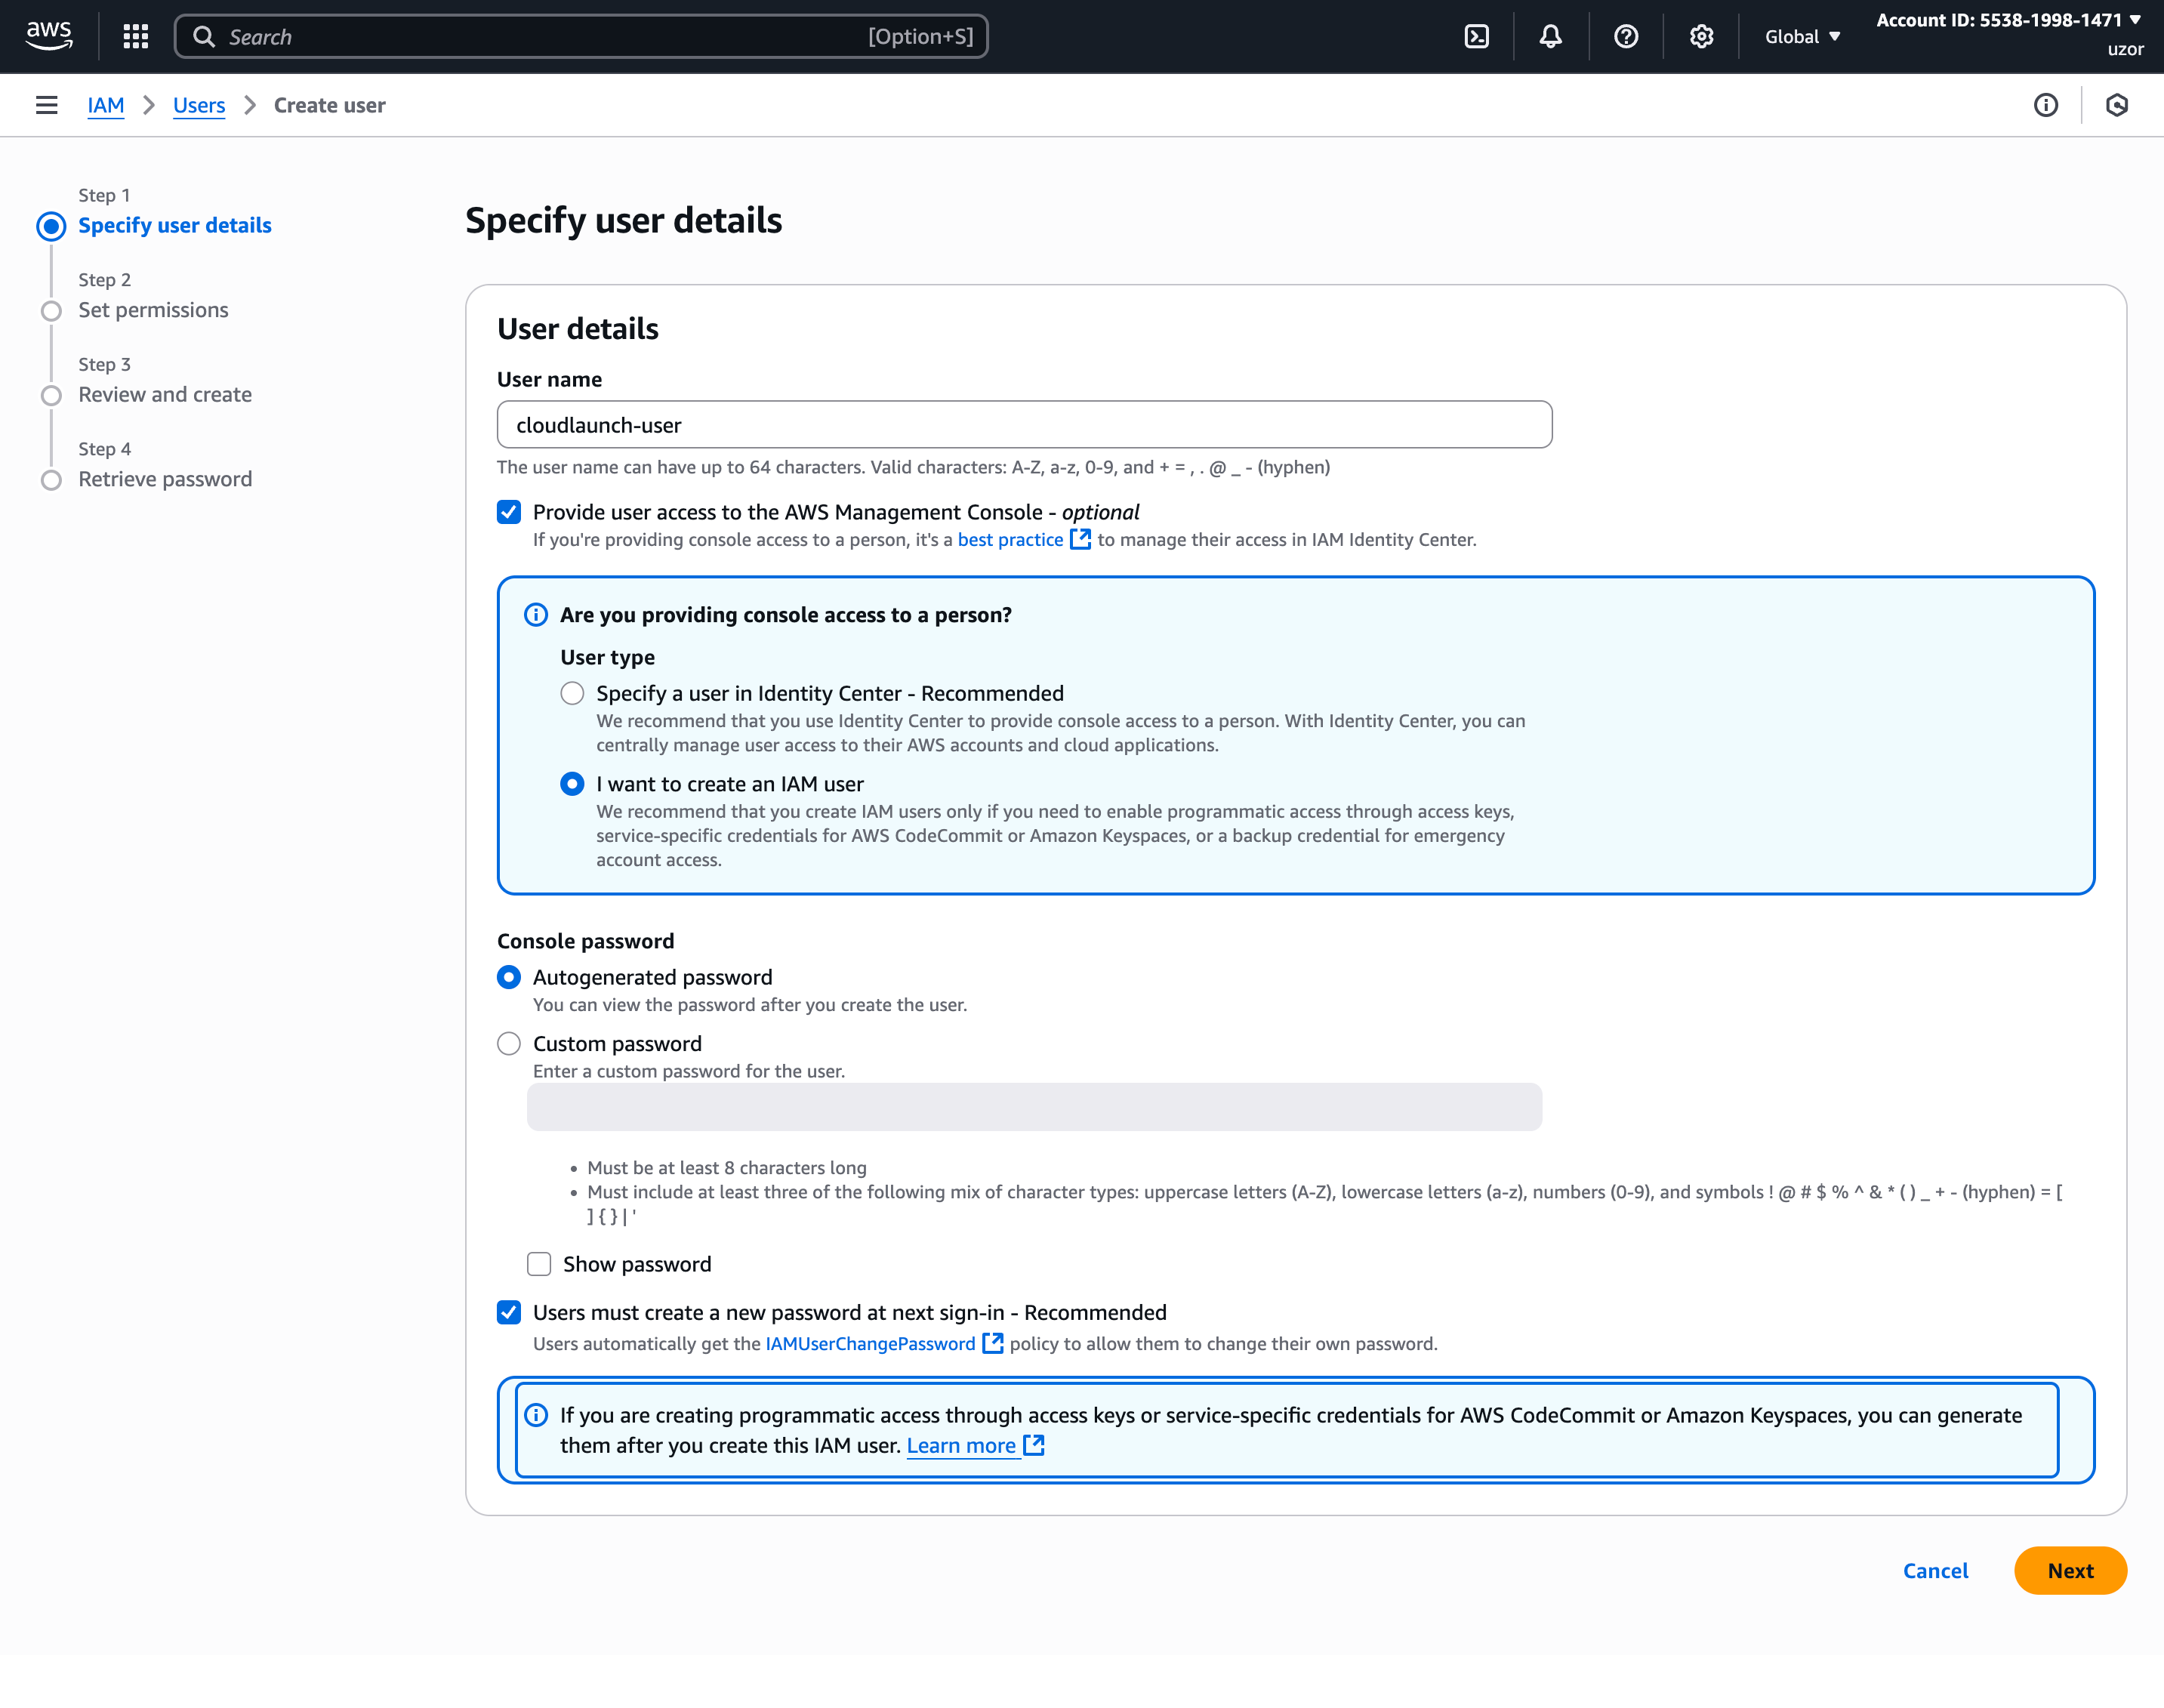 aws
Search
[Option+S]
Global
Account ID: 5538-1998-1471
uzor
IAM
Users
Create user
Step 1
Specify user details
Step 2
Set permissions
Step 3
Review and create
Step 4
Retrieve password
Specify user details
User details
User name
cloudlaunch-user
The user name can have up to 64 characters. Valid characters: A-Z, a-z, 0-9, and + = , . @ _ - (hyphen)
Provide user access to the AWS Management Console - optional
If you're providing console access to a person, it's a best practice to manage their access in IAM Identity Center.
Are you providing console access to a person?
User type
Specify a user in Identity Center - Recommended
We recommend that you use Identity Center to provide console access to a person. With Identity Center, you can
centrally manage user access to their AWS accounts and cloud applications.
I want to create an IAM user
We recommend that you create IAM users only if you need to enable programmatic access through access keys,
service-specific credentials for AWS CodeCommit or Amazon Keyspaces, or a backup credential for emergency
account access.
Console password
Autogenerated password
You can view the password after you create the user.
Custom password
Enter a custom password for the user.
• Must be at least 8 characters long
• Must include at least three of the following mix of character types: uppercase letters (A-Z), lowercase letters (a-z), numbers (0-9), and symbols ! @ # $ % ^ & * ( ) _ + - (hyphen) = [
] { } | '
Show password
Users must create a new password at next sign-in - Recommended
Users automatically get the IAMUserChangePassword policy to allow them to change their own password.
If you are creating programmatic access through access keys or service-specific credentials for AWS CodeCommit or Amazon Keyspaces, you can generate
them after you create this IAM user. Learn more
Cancel
Next